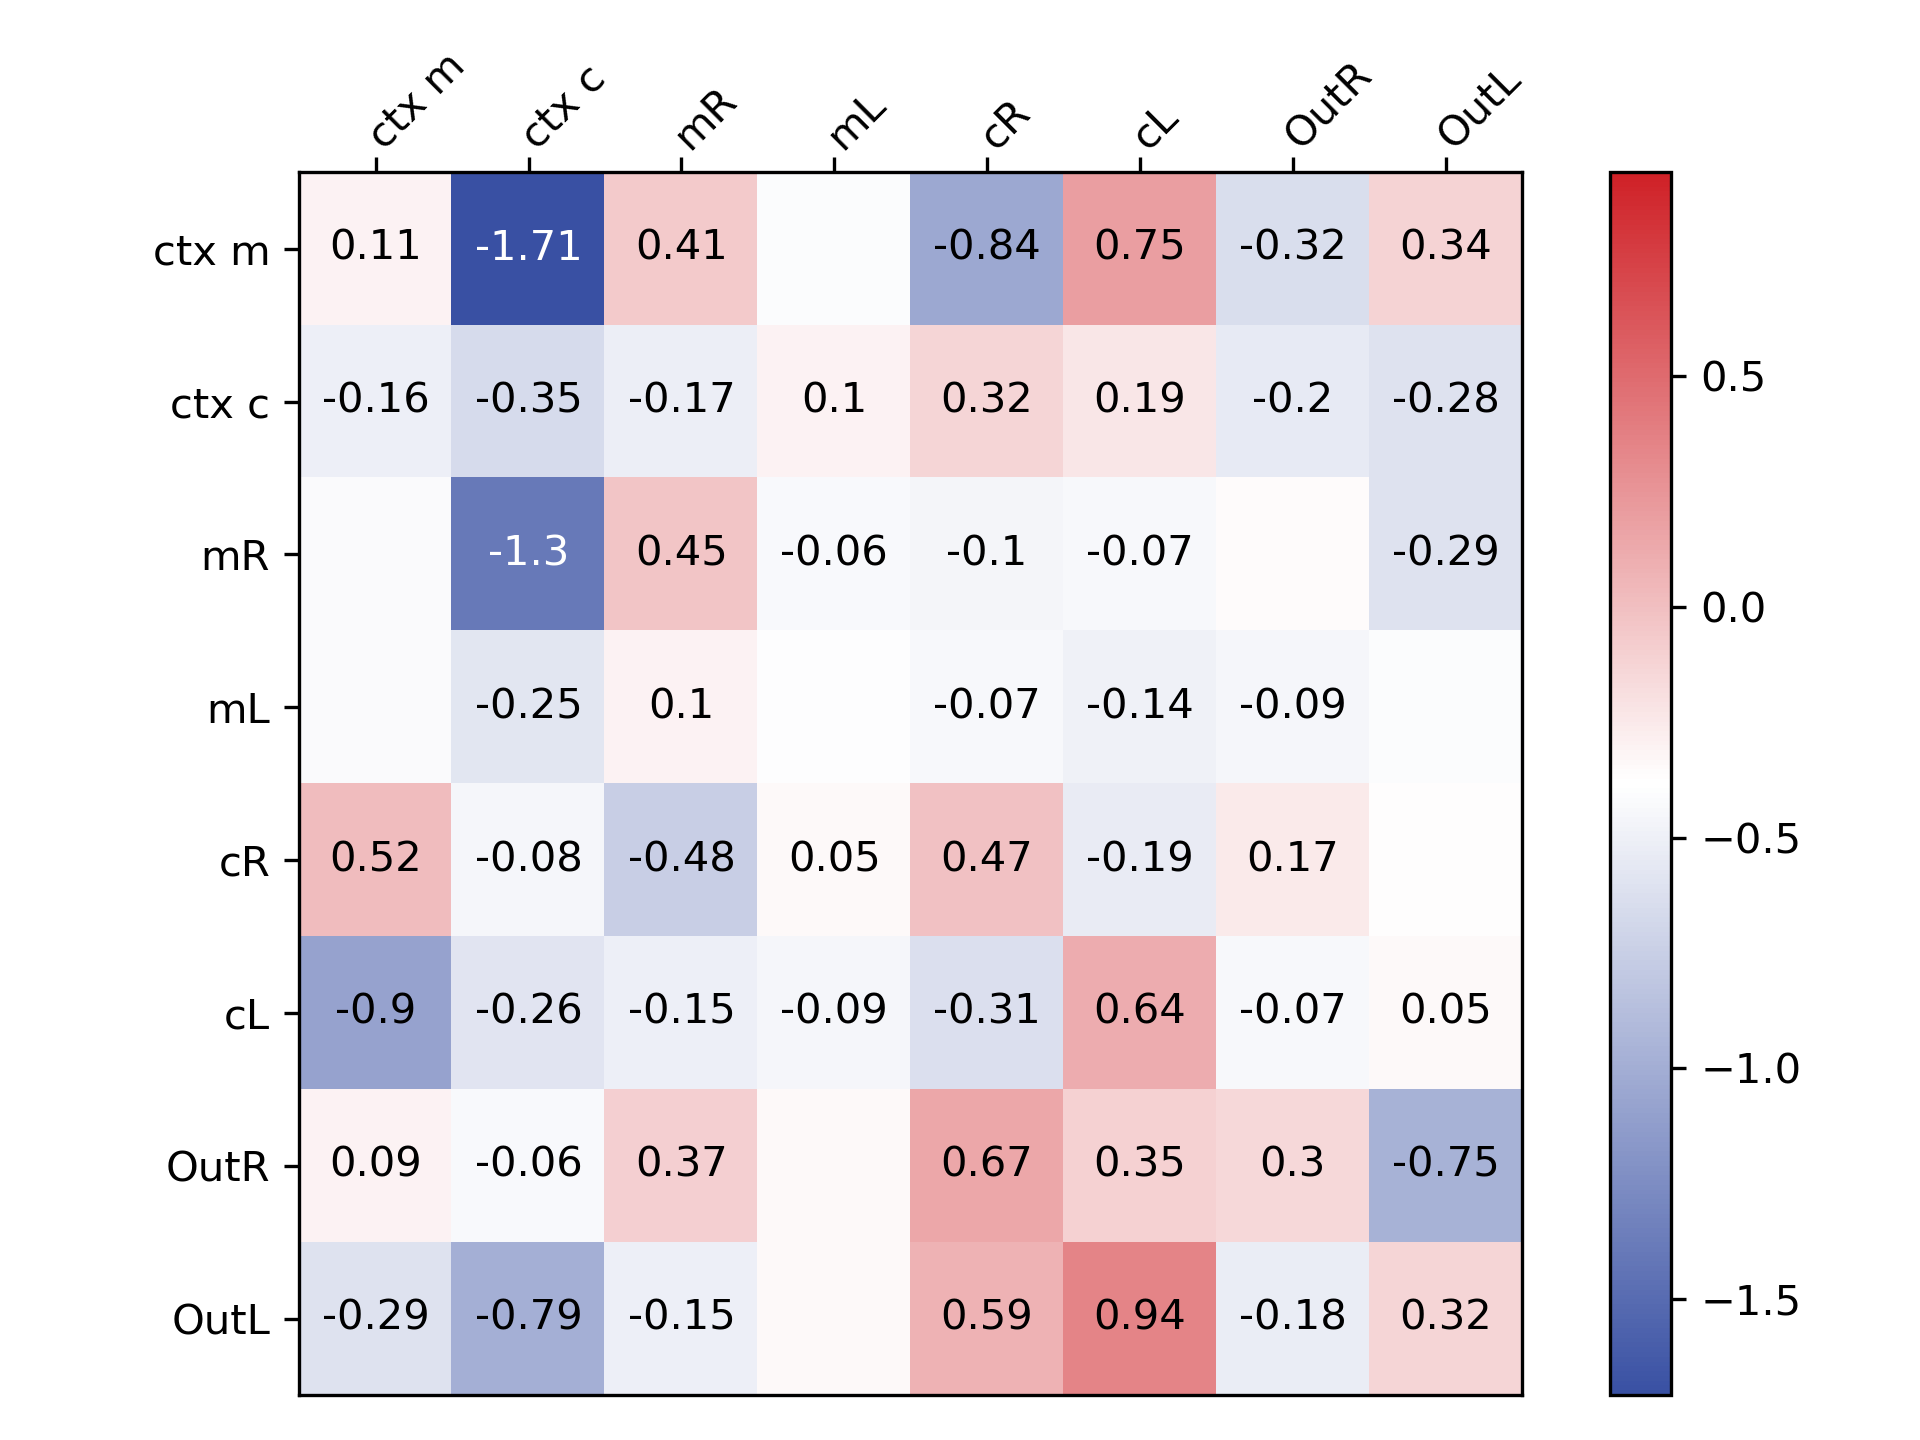 ctx m ctx c mR mL cR cL OutR OutL
ctx m 0.11 -1.71 0.41 -0.84 0.75 -0.32 0.34
ctx c -0.16 -0.35 -0.17 0.1 0.32 0.19 -0.2 -0.28
mR -1.3 0.45 -0.06 -0.1 -0.07 -0.29
mL -0.25 0.1 -0.07 -0.14 -0.09
cR 0.52 -0.08 -0.48 0.05 0.47 -0.19 0.17
cL -0.9 -0.26 -0.15 -0.09 -0.31 0.64 -0.07 0.05
OutR 0.09 -0.06 0.37 0.67 0.35 0.3 -0.75
OutL -0.29 -0.79 -0.15 0.59 0.94 -0.18 0.32
0.5
0.0
−0.5
−1.0
−1.5